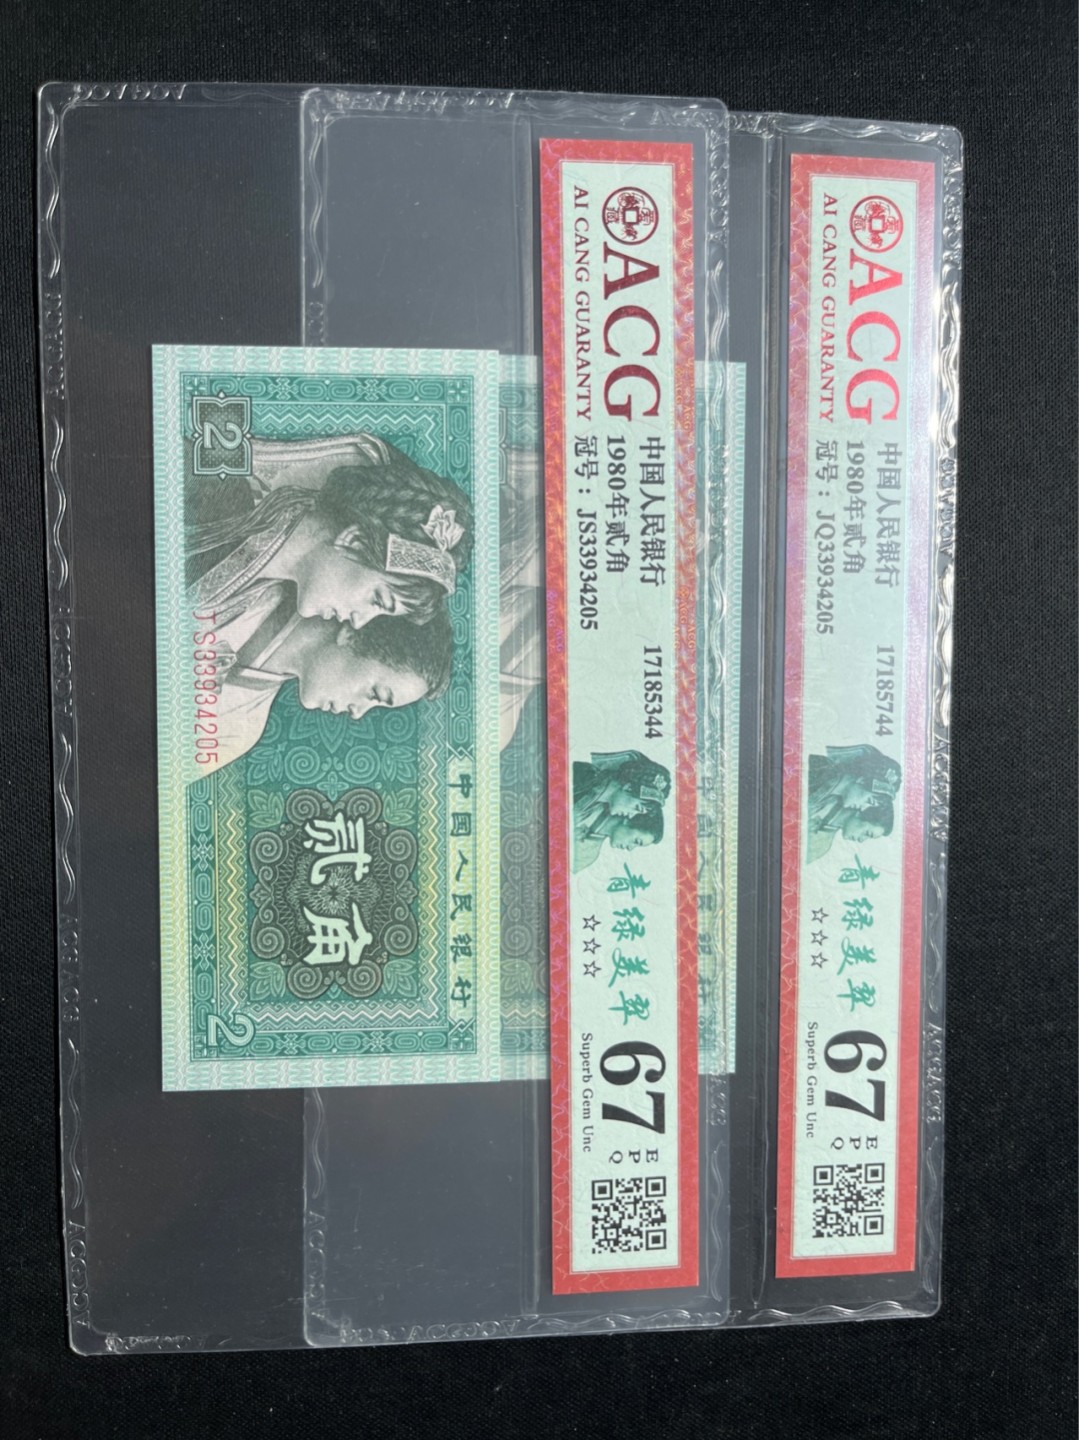 ACG
AI CANG GUARANTY
中国人民银行
1980年贰角
冠号：JQ33934205
17185744
青绿美翠
☆☆☆
67
EPQ
Superb Gem Unc
ACG
AI CANG GUARANTY
中国人民银行
1980年贰角
冠号：JS33934205
17185344
青绿美翠
☆☆☆
67
EPQ
Superb Gem Unc
中国人民银行
贰角
2
2
JS33934205